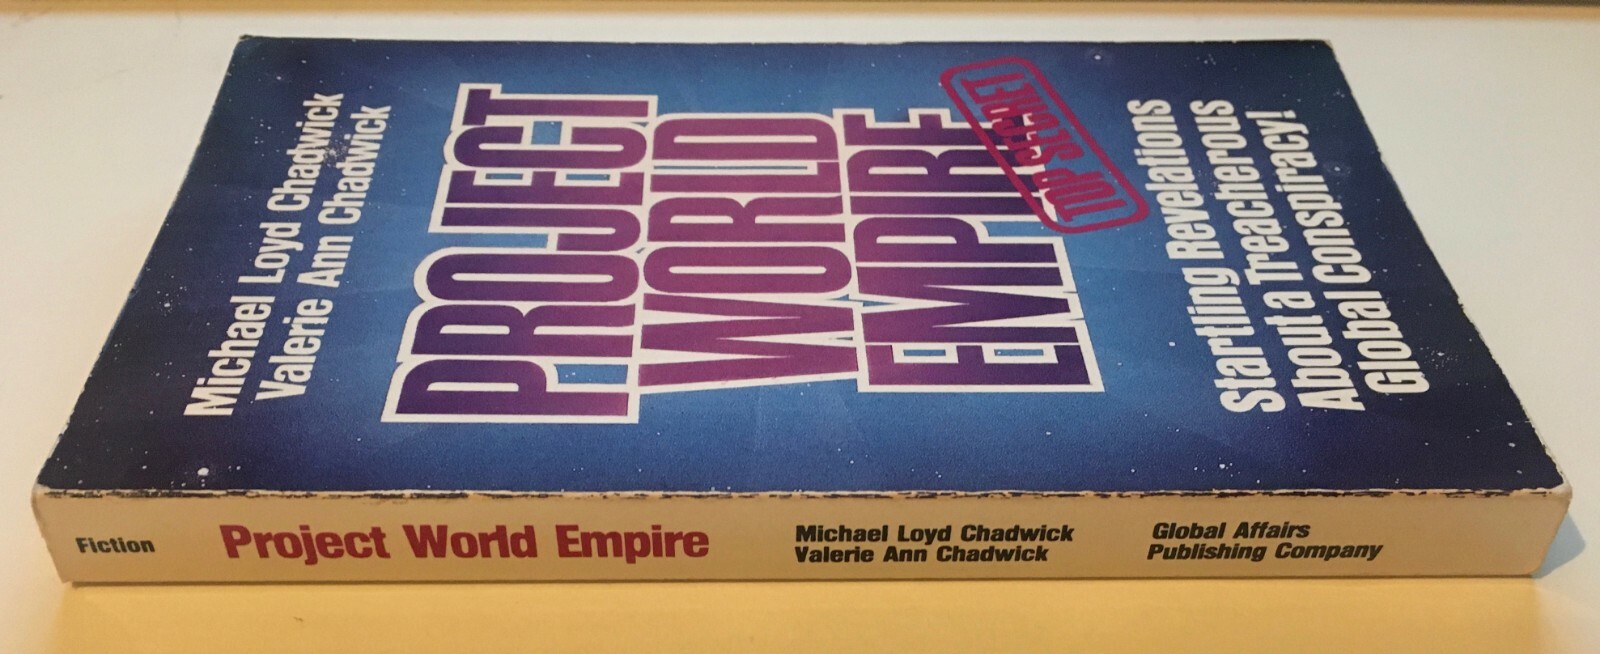 Michael Loyd Chadwick
Valerie Ann Chadwick
PROJECT
WORLD
EMPIRE
TOP SECRET
Startling Revelations
About a Treacherous
Global Conspiracy!
Fiction
Project World Empire
Michael Loyd Chadwick
Valerie Ann Chadwick
Global Affairs
Publishing Company